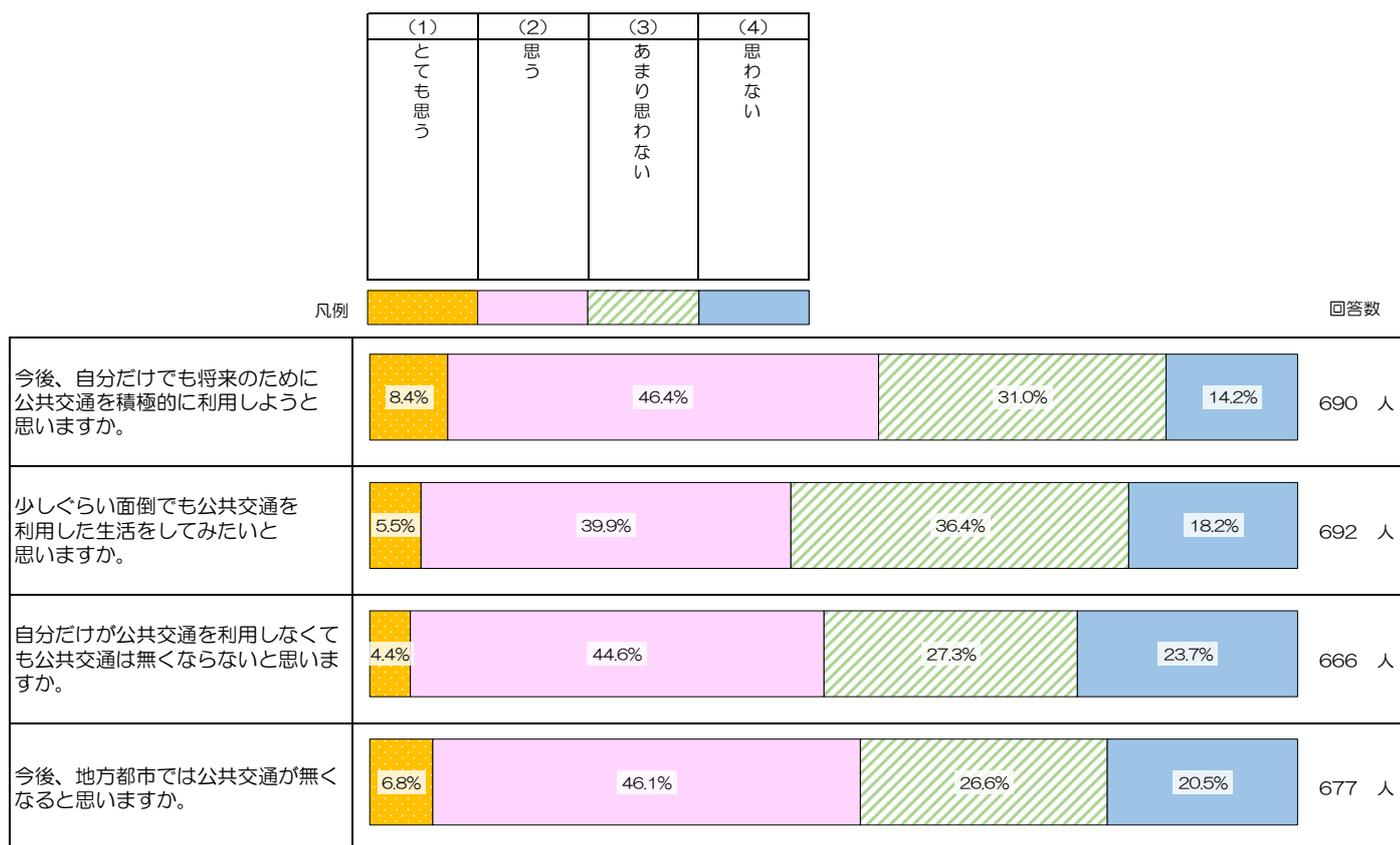 (1) (2) (3) (4)
とても思う
思う
あまり思わない
思わない
凡例
回答数
今後、自分だけでも将来のために
公共交通を積極的に利用しようと
思いますか。
8.4% 46.4% 31.0% 14.2% 690 人
少しぐらい面倒でも公共交通を
利用した生活をしてみたいと
思いますか。
5.5% 39.9% 36.4% 18.2% 692 人
自分だけが公共交通を利用しなくて
も公共交通は無くならないと思いま
すか。
4.4% 44.6% 27.3% 23.7% 666 人
今後、地方都市では公共交通が無く
なると思いますか。
6.8% 46.1% 26.6% 20.5% 677 人